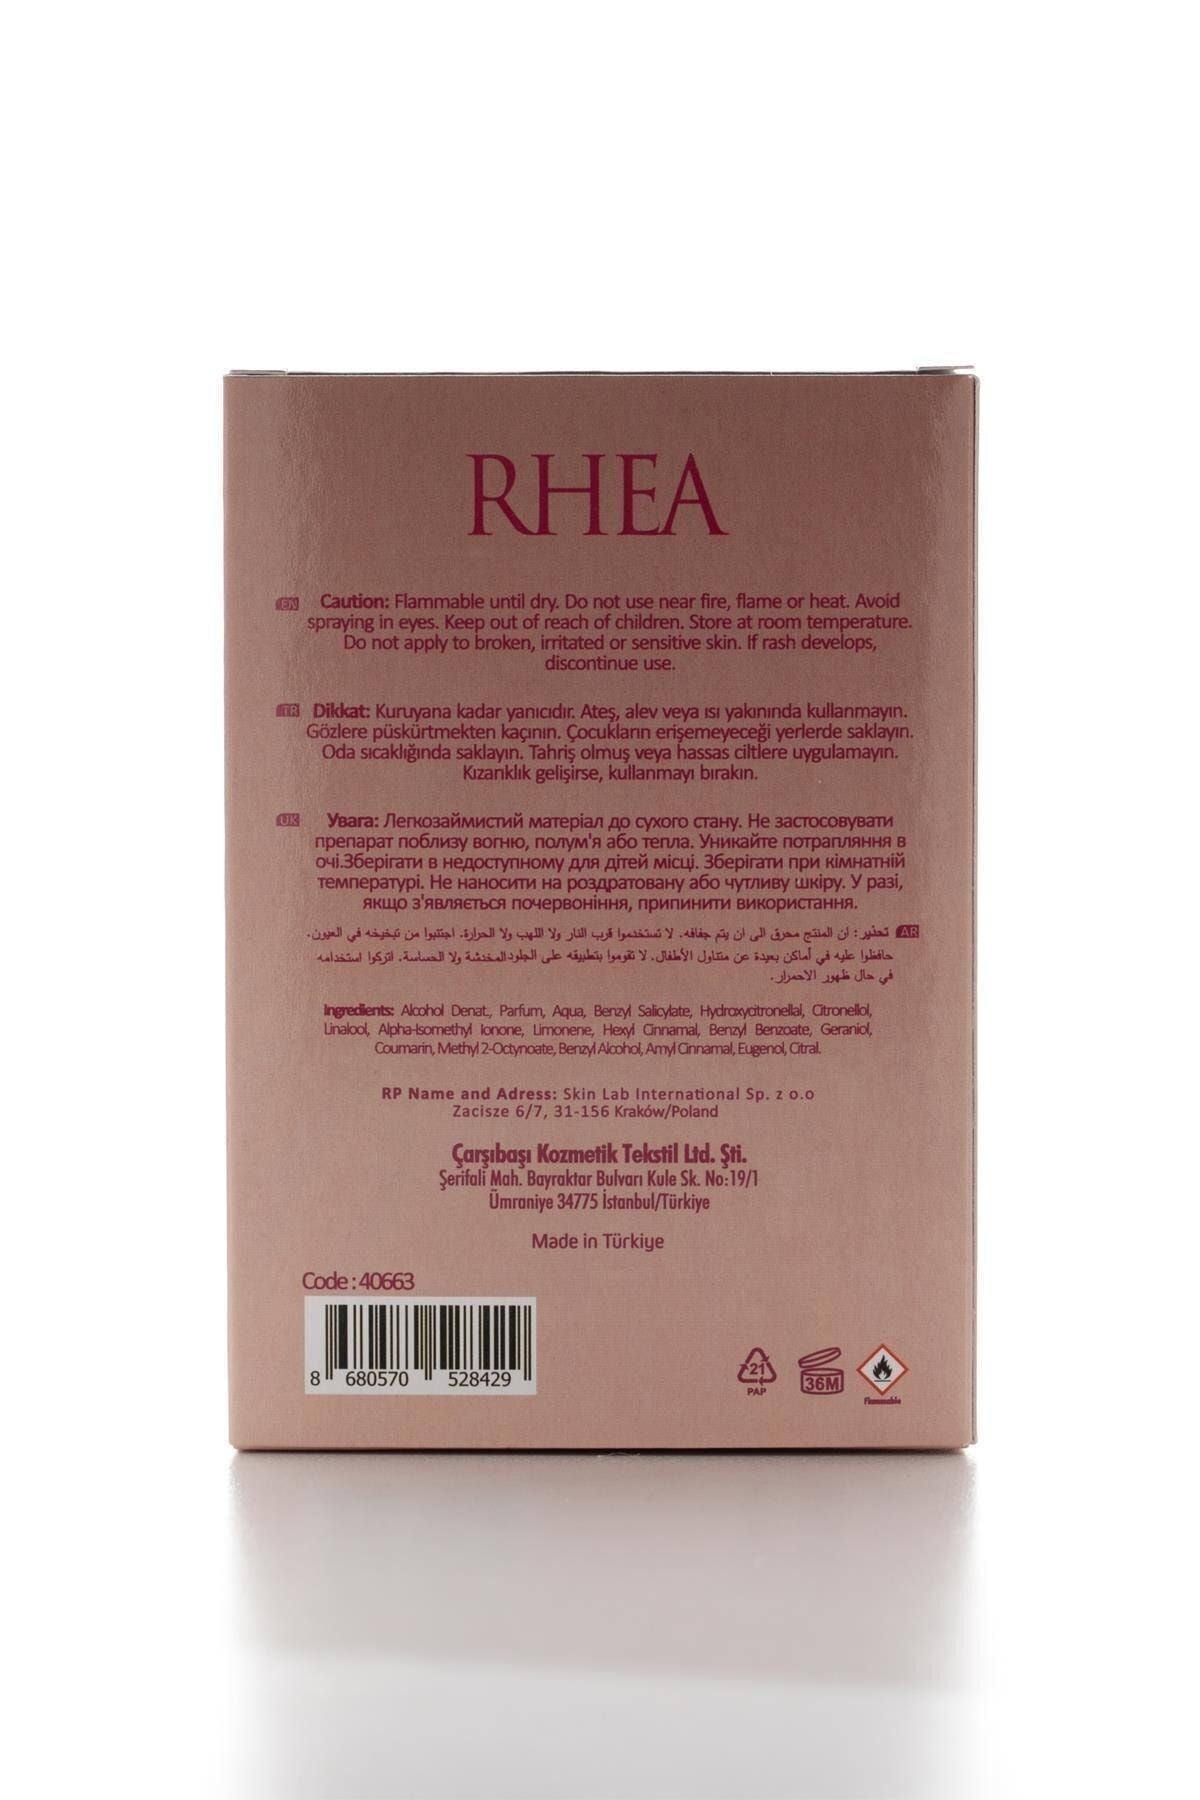 RHEA
EN Caution: Flammable until dry. Do not use near fire, flame or heat. Avoid
spraying in eyes. Keep out of reach of children. Store at room temperature.
Do not apply to broken, irritated or sensitive skin. If rash develops,
discontinue use.
TR Dikkat: Kuruyana kadar yanıcıdır. Ateş, alev veya ısı yakınında kullanmayın.
Gözlere püskürtmekten kaçının. Çocukların erişemeyeceği yerlerde saklayın.
Oda sıcaklığında saklayın. Tahriş olmuş veya hassas ciltlere uygulamayın.
Kızarıklık gelişirse, kullanmayı bırakın.
UK Увага: Легкозаймистий матеріал до сухого стану. Не застосовувати
препарат поблизу вогню, полум'я або тепла. Уникайте потрапляння в
очі.Зберігати в недоступному для дітей місці. Зберігати при кімнатній
температурі. Не наносити на роздратовану або чутливу шкіру. У разі,
якщо з'являється почервоніння, припинити використання.
AR تحذير: ان المنتج محرق الى ان يتم جفافه. لا تستخدموا قرب النار ولا اللهب ولا الحرارة. اجتنبوا من تبخيخه في العيون.
حافظوا عليه في أماكن بعيدة عن متناول الأطفال. لا تقوموا بتطبيقه على الجلود المخدشة ولا الحساسة. اتركوا استخدامه
في حال ظهور الاحمرار.
Ingredients: Alcohol Denat., Parfum, Aqua, Benzyl Salicylate, Hydroxycitronellal, Citronellol,
Linalool, Alpha-Isomethyl Ionone, Limonene, Hexyl Cinnamal, Benzyl Benzoate, Geraniol,
Coumarin, Methyl 2-Octynoate, Benzyl Alcohol, Amyl Cinnamal, Eugenol, Citral.
RP Name and Adress: Skin Lab International Sp. z o.o
Zacisze 6/7, 31-156 Kraków/Poland
Çarşıbaşı Kozmetik Tekstil Ltd. Şti.
Şerifali Mah. Bayraktar Bulvarı Kule Sk. No:19/1
Ümraniye 34775 İstanbul/Türkiye
Made in Türkiye
Code : 40663
8 680570 528429
21
PAP
36M
Flammable